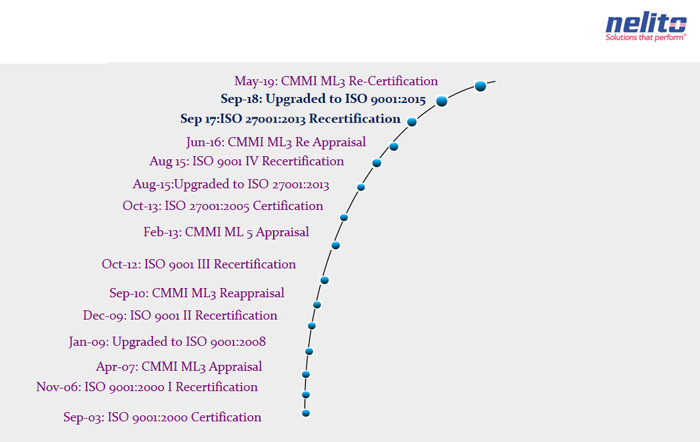 nelito
Solutions that perform™
May-19: CMMI ML3 Re-Certification
Sep-18: Upgraded to ISO 9001:2015
Sep 17:ISO 27001:2013 Recertification
Jun-16: CMMI ML3 Re Appraisal
Aug 15: ISO 9001 IV Recertification
Aug-15:Upgraded to ISO 27001:2013
Oct-13: ISO 27001:2005 Certification
Feb-13: CMMI ML 5 Appraisal
Oct-12: ISO 9001 III Recertification
Sep-10: CMMI ML3 Reappraisal
Dec-09: ISO 9001 II Recertification
Jan-09: Upgraded to ISO 9001:2008
Apr-07: CMMI ML3 Appraisal
Nov-06: ISO 9001:2000 I Recertification
Sep-03: ISO 9001:2000 Certification